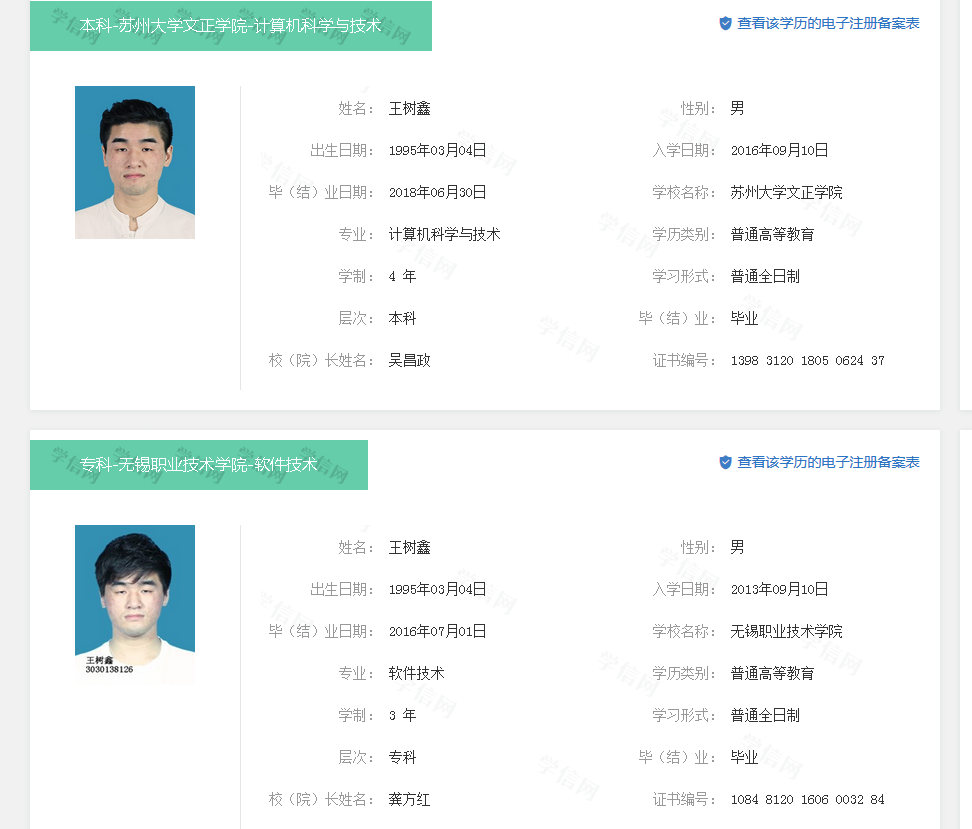 本科-苏州大学文正学院-计算机科学与技术
查看该学历的电子注册备案表
姓名： 王树鑫 性别： 男
出生日期： 1995年03月04日 入学日期： 2016年09月10日
毕（结）业日期： 2018年06月30日 学校名称： 苏州大学文正学院
专业： 计算机科学与技术 学历类别： 普通高等教育
学制： 4 年 学习形式： 普通全日制
层次： 本科 毕（结）业： 毕业
校（院）长姓名： 吴昌政 证书编号： 1398 3120 1805 0624 37
专科-无锡职业技术学院-软件技术
查看该学历的电子注册备案表
姓名： 王树鑫 性别： 男
出生日期： 1995年03月04日 入学日期： 2013年09月10日
毕（结）业日期： 2016年07月01日 学校名称： 无锡职业技术学院
专业： 软件技术 学历类别： 普通高等教育
学制： 3 年 学习形式： 普通全日制
层次： 专科 毕（结）业： 毕业
校（院）长姓名： 龚方红 证书编号： 1084 8120 1606 0032 84
王树鑫
3030138126
学信网